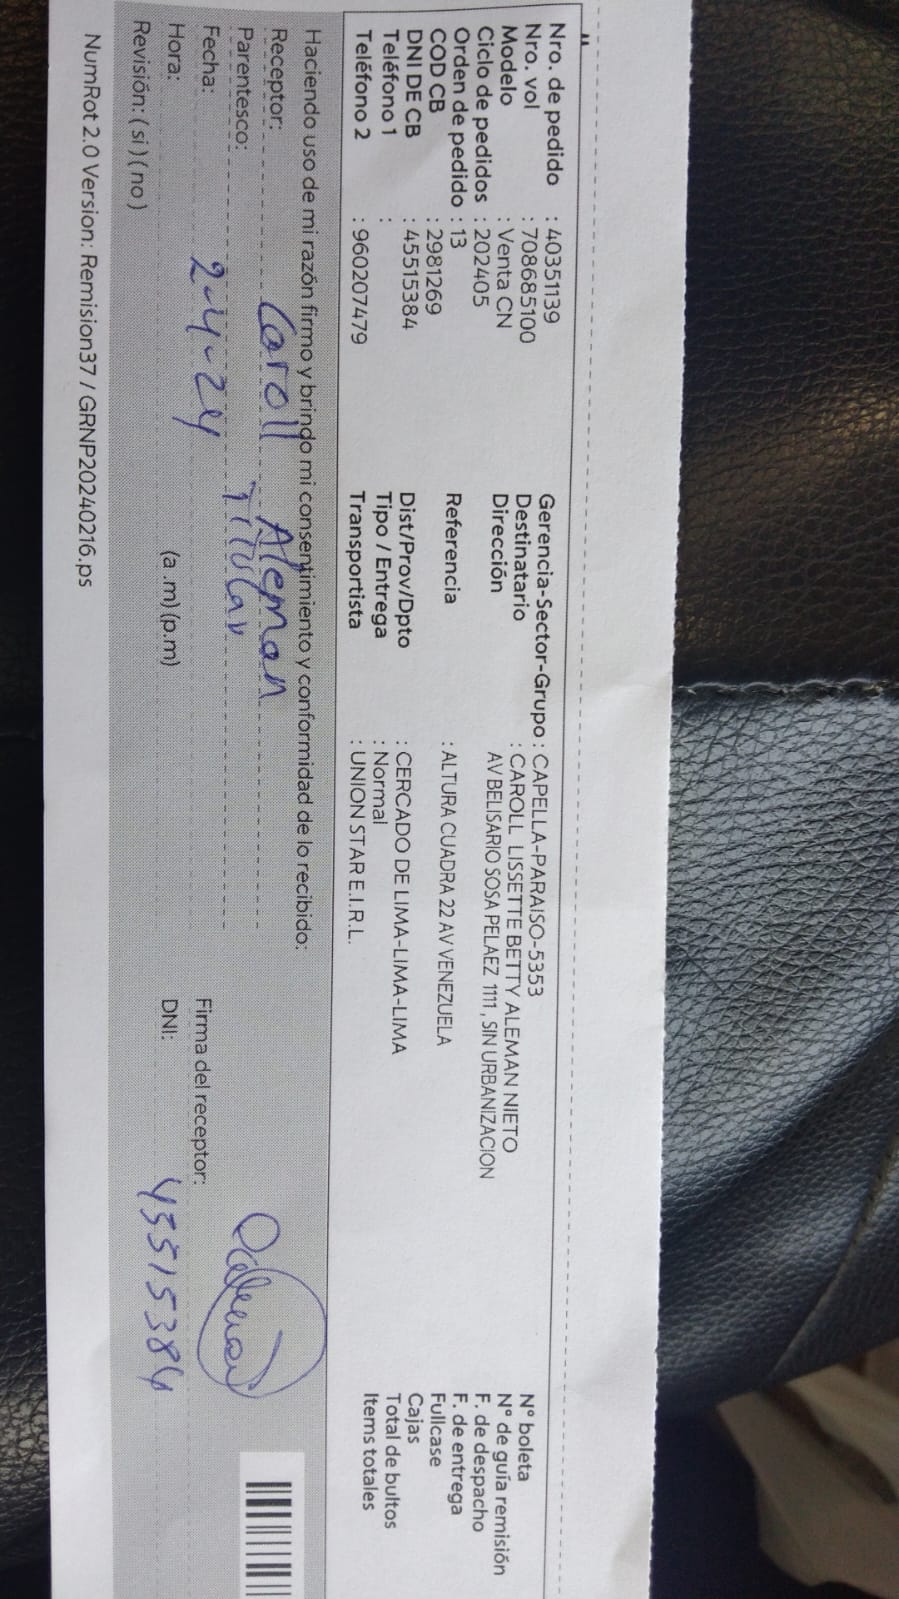 Nro. de pedido : 40351139
Nro. vol : 708685100
Modelo : Venta CN
Ciclo de pedidos : 202405
Orden de pedido : 13
COD CB : 2981269
DNI DE CB : 45515384
Teléfono 1 :
Teléfono 2 : 960207479
Gerencia-Sector-Grupo : CAPELLA-PARAISO-5353
Destinatario : CAROLL LISSETTE BETTY ALEMAN NIETO
Dirección AV BELISARIO SOSA PELAEZ 1111 , SIN URBANIZACION
Referencia : ALTURA CUADRA 22 AV VENEZUELA
Dist/Prov/Dpto : CERCADO DE LIMA-LIMA-LIMA
Tipo / Entrega : Normal
Transportista : UNION STAR E.I.R.L.
N° boleta
N° de guía remisión
F. de despacho
F. de entrega
Fullcase
Cajas
Total de bultos
Items totales
Haciendo uso de mi razón firmo y brindo mi consentimiento y conformidad de lo recibido:
Receptor: Caroll Aleman
Parentesco: Titular
Fecha: 2-4-24
Hora: (a .m) (p.m)
Revisión: ( si ) ( no )
Firma del receptor:
DNI: 45515384
NumRot 2.0 Version: Remision37 / GRNP20240216.ps